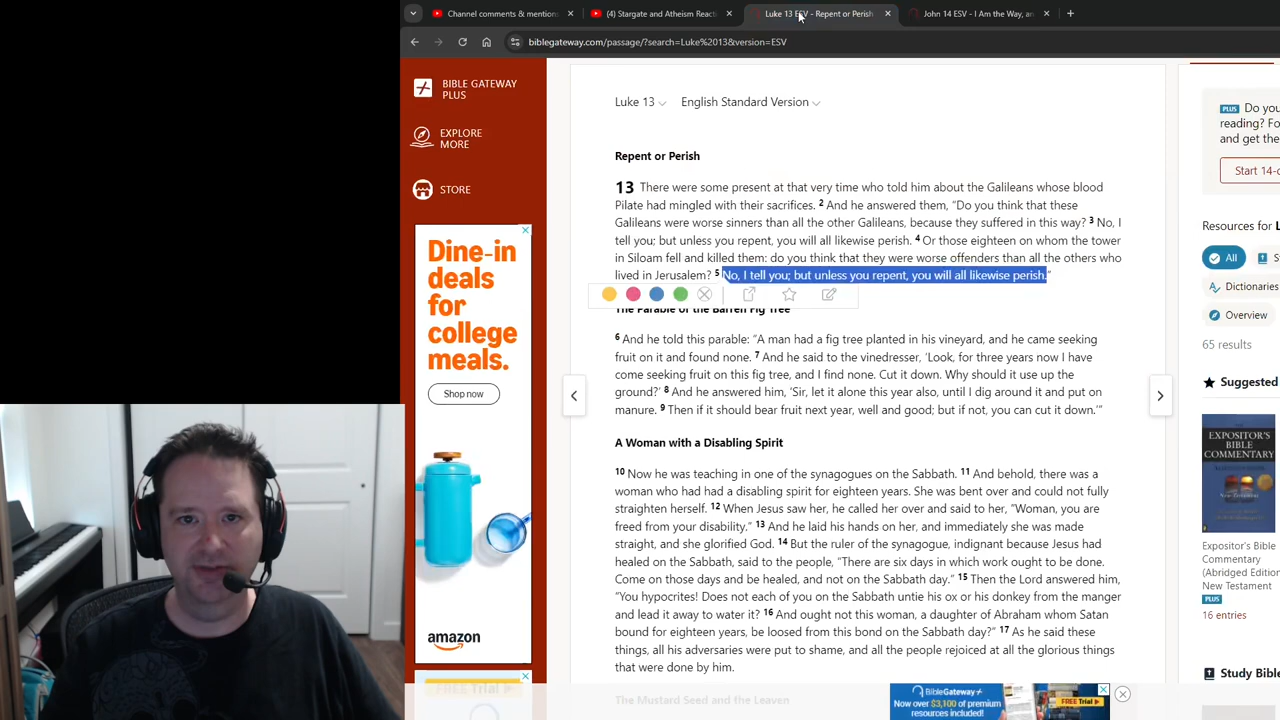 Channel comments & mention
(4) Stargate and Atheism Reacti
Luke 13 ESV - Repent or Perish
John 14 ESV - I Am the Way, an
biblegateway.com/passage/?search=Luke%2013&version=ESV
BIBLE GATEWAY
PLUS
EXPLORE
MORE
STORE
Dine-in
deals
for
college
meals.
Shop now
amazon
FREE Trial
Luke 13
English Standard Version
Repent or Perish
13 There were some present at that very time who told him about the Galileans whose blood
Pilate had mingled with their sacrifices. 2 And he answered them, “Do you think that these
Galileans were worse sinners than all the other Galileans, because they suffered in this way? 3 No, I
tell you; but unless you repent, you will all likewise perish. 4 Or those eighteen on whom the tower
in Siloam fell and killed them: do you think that they were worse offenders than all the others who
lived in Jerusalem? 5 No, I tell you; but unless you repent, you will all likewise perish.”
The Parable of the Barren Fig Tree
6 And he told this parable: “A man had a fig tree planted in his vineyard, and he came seeking
fruit on it and found none. 7 And he said to the vinedresser, ‘Look, for three years now I have
come seeking fruit on this fig tree, and I find none. Cut it down. Why should it use up the
ground?’ 8 And he answered him, ‘Sir, let it alone this year also, until I dig around it and put on
manure. 9 Then if it should bear fruit next year, well and good; but if not, you can cut it down.’”
A Woman with a Disabling Spirit
10 Now he was teaching in one of the synagogues on the Sabbath. 11 And behold, there was a
woman who had had a disabling spirit for eighteen years. She was bent over and could not fully
straighten herself. 12 When Jesus saw her, he called her over and said to her, “Woman, you are
freed from your disability.” 13 And he laid his hands on her, and immediately she was made
straight, and she glorified God. 14 But the ruler of the synagogue, indignant because Jesus had
healed on the Sabbath, said to the people, “There are six days in which work ought to be done.
Come on those days and be healed, and not on the Sabbath day.” 15 Then the Lord answered him,
“You hypocrites! Does not each of you on the Sabbath untie his ox or his donkey from the manger
and lead it away to water it? 16 And ought not this woman, a daughter of Abraham whom Satan
bound for eighteen years, be loosed from this bond on the Sabbath day?” 17 As he said these
things, all his adversaries were put to shame, and all the people rejoiced at all the glorious things
that were done by him.
The Mustard Seed and the Leaven
BibleGateway+
Now over $3,100 of premium
resources included!
FREE Trial
PLUS Do you
reading? Fo
and get the
Start 14-
Resources for L
All
St
Overview
65 results
Suggested
EXPOSITOR'S
BIBLE
COMMENTARY
Expositor's Bible
Commentary
(Abridged Edition
New Testament
PLUS
16 entries
Study Bible